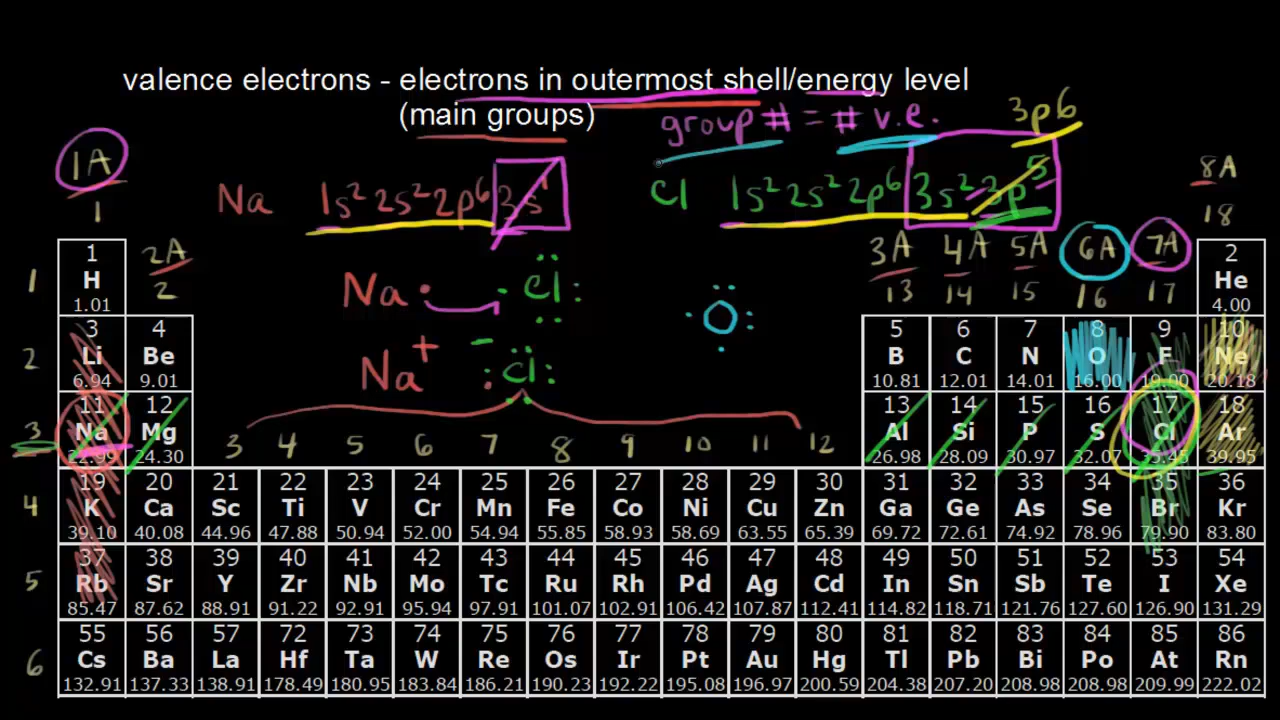 valence electrons - electrons in outermost shell/energy level
(main groups)
group # = # v.e.
3p6
1A
8A
Na 1s² 2s² 2p⁶ 3s¹
Cl 1s² 2s² 2p⁶ 3s² 3p⁵
1
18
2A
3A 4A 5A 6A 7A
2
13 14 15 16 17
Na· ·Cl:
O
Na+ - :Cl:
3 4 5 6 7 8 9 10 11 12
1
1 2
H He
1.01 4.00
2
3 4 5 6 7 8 9 10
Li Be B C N O F Ne
6.94 9.01 10.81 12.01 14.01 16.00 19.00 20.18
3
11 12 13 14 15 16 17 18
Na Mg Al Si P S Cl Ar
22.99 24.30 26.98 28.09 30.97 32.07 35.45 39.95
4
19 20 21 22 23 24 25 26 27 28 29 30 31 32 33 34 35 36
K Ca Sc Ti V Cr Mn Fe Co Ni Cu Zn Ga Ge As Se Br Kr
39.10 40.08 44.96 47.88 50.94 52.00 54.94 55.85 58.93 58.69 63.55 65.39 69.72 72.61 74.92 78.96 79.90 83.80
5
37 38 39 40 41 42 43 44 45 46 47 48 49 50 51 52 53 54
Rb Sr Y Zr Nb Mo Tc Ru Rh Pd Ag Cd In Sn Sb Te I Xe
85.47 87.62 88.91 91.22 92.91 95.94 97.91 101.07 102.91 106.42 107.87 112.41 114.82 118.71 121.76 127.60 126.90 131.29
6
55 56 57 72 73 74 75 76 77 78 79 80 81 82 83 84 85 86
Cs Ba La Hf Ta W Re Os Ir Pt Au Hg Tl Pb Bi Po At Rn
132.91 137.33 138.91 178.49 180.95 183.84 186.21 190.23 192.22 195.08 196.97 200.59 204.38 207.20 208.98 208.98 209.99 222.02